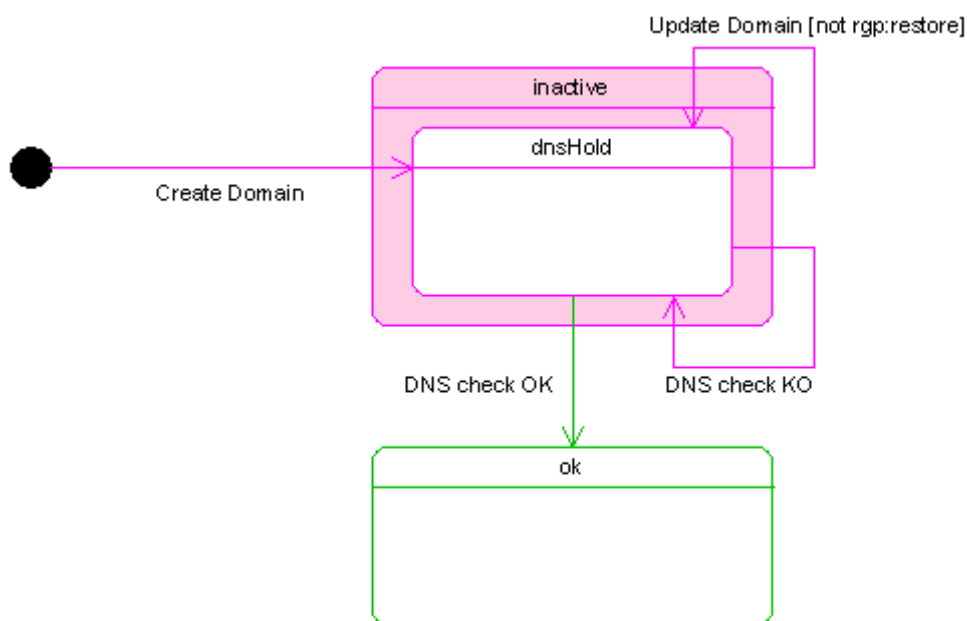 Update Domain [not rgp:restore]
inactive
dnsHold
Create Domain
DNS check OK
DNS check KO
ok